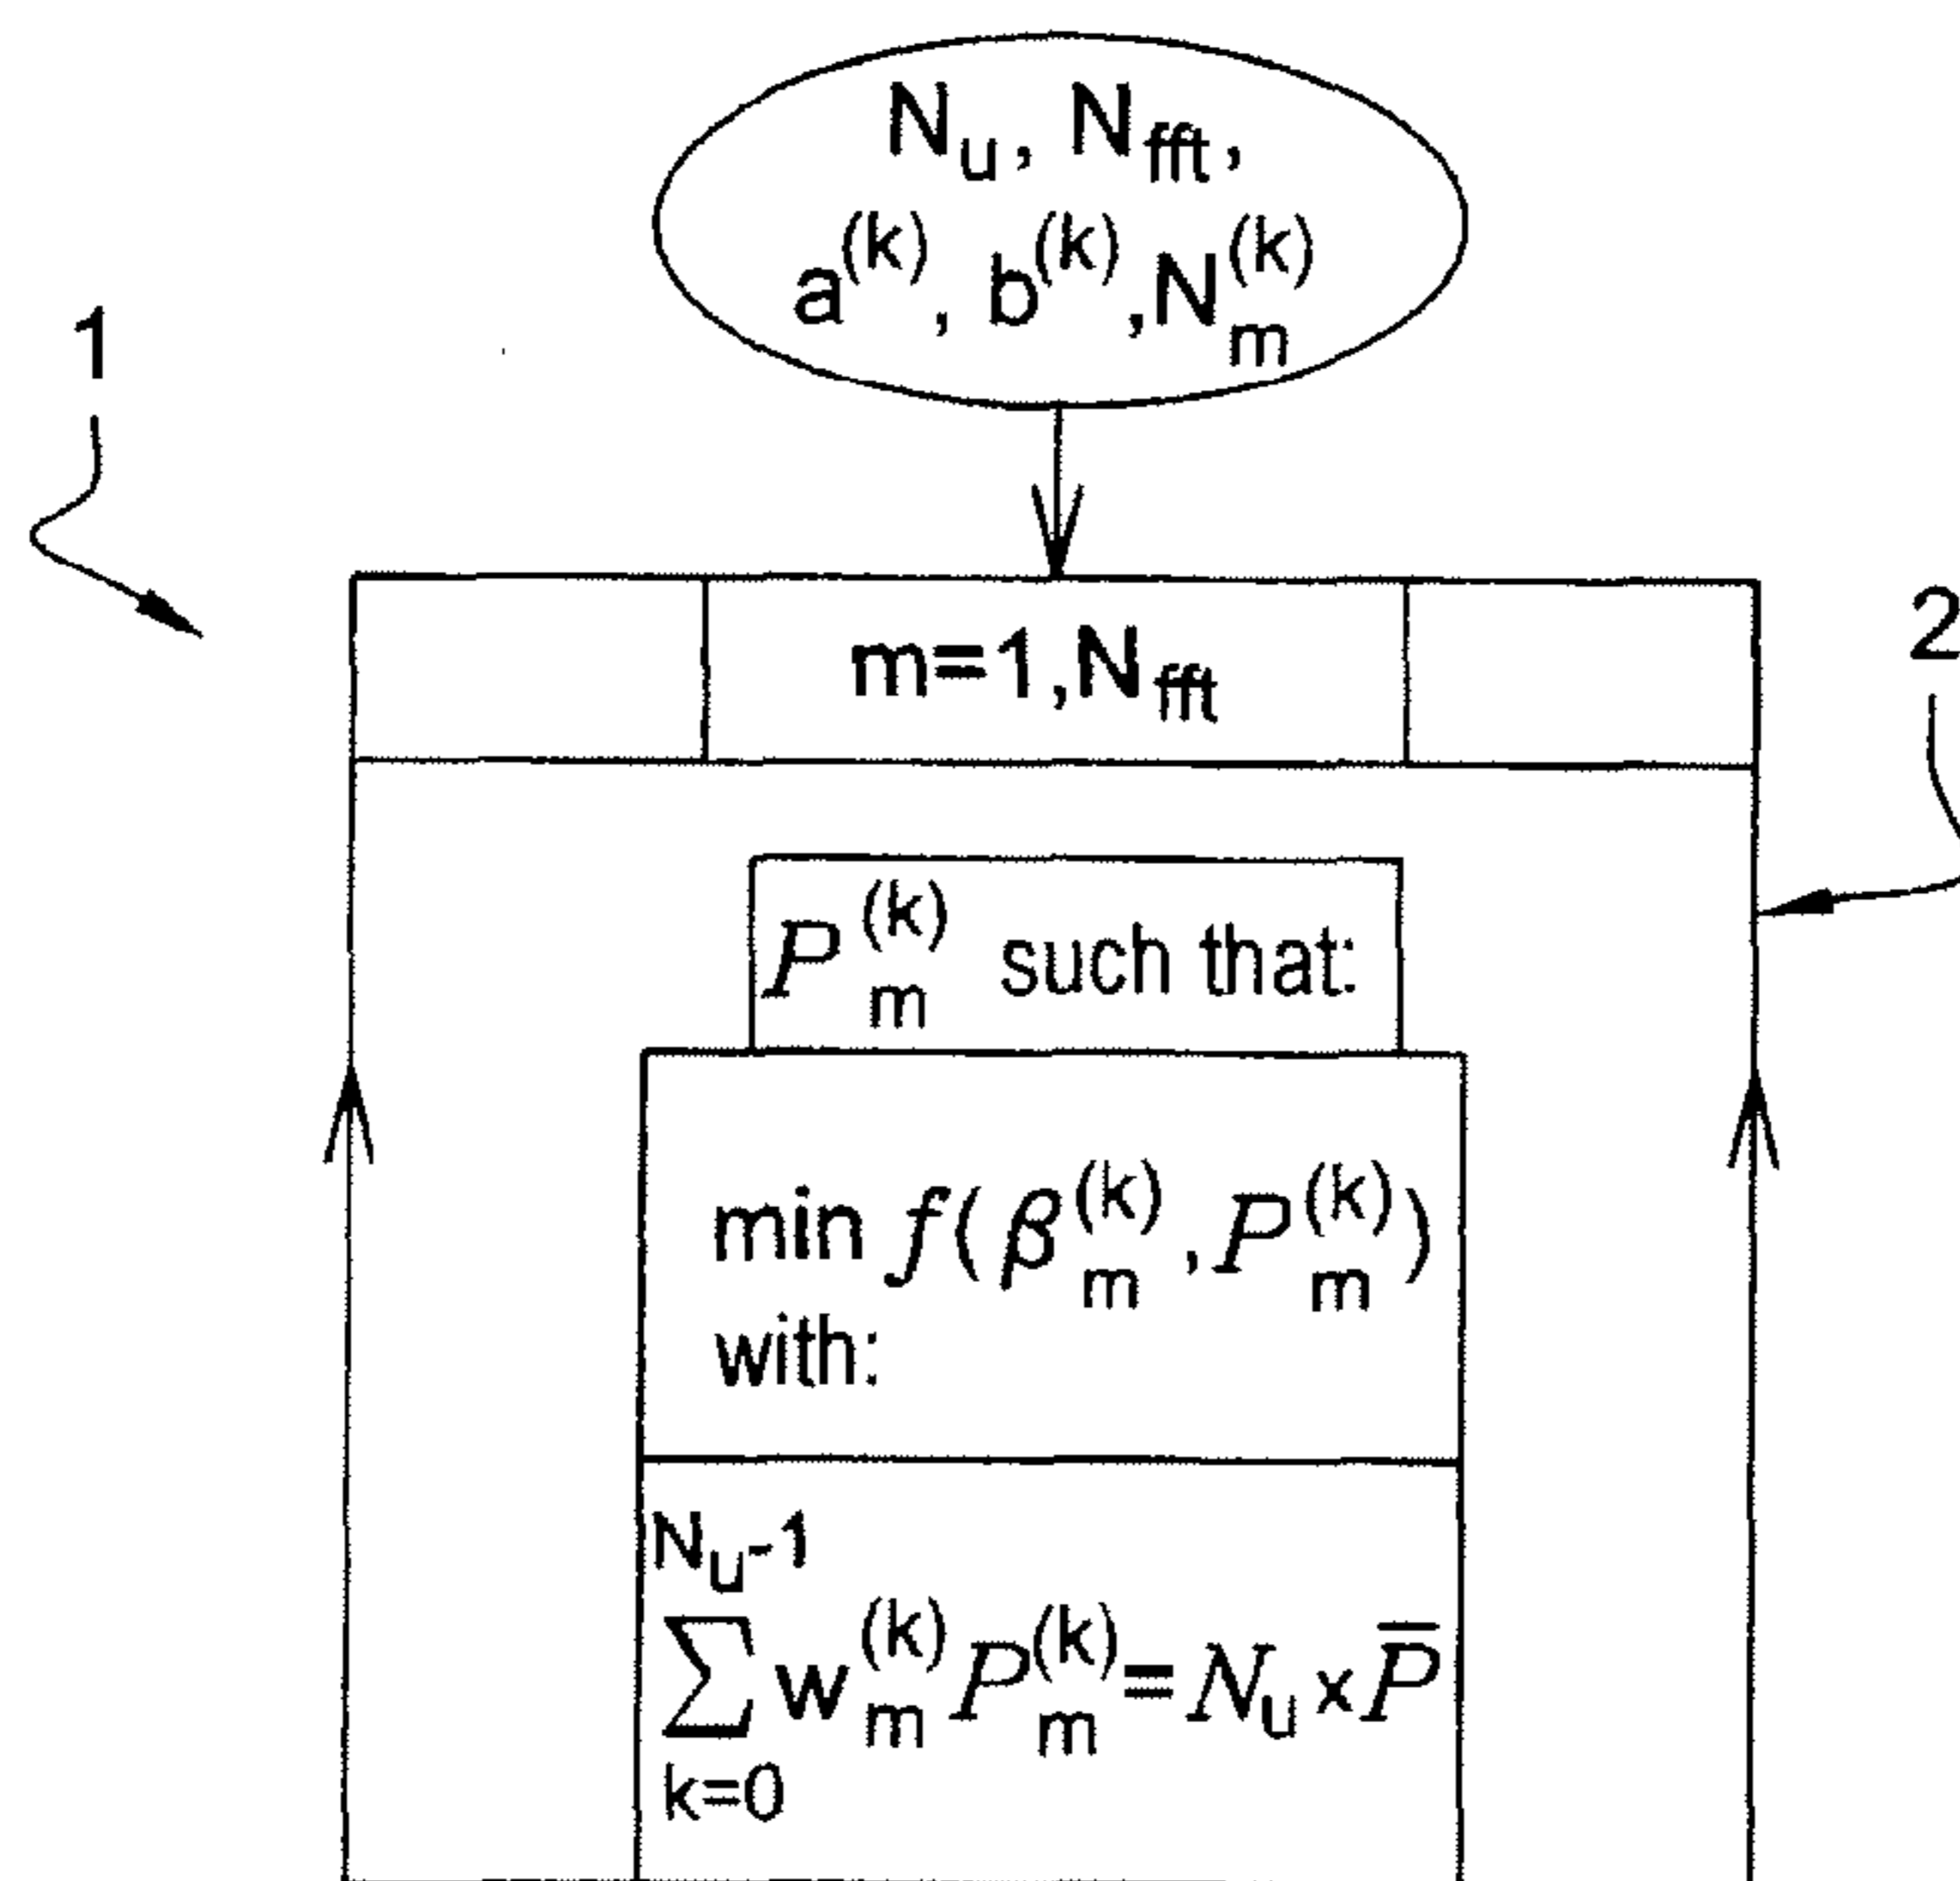 N_u, N_fft,
a^(k), b^(k), N_m^(k)
1
m=1,N_fft
2
P_m^(k) such that:
min f(β_m^(k), P_m^(k))
with:
N_u-1
∑ w_m^(k) P_m^(k) = N_u x P̅
k=0